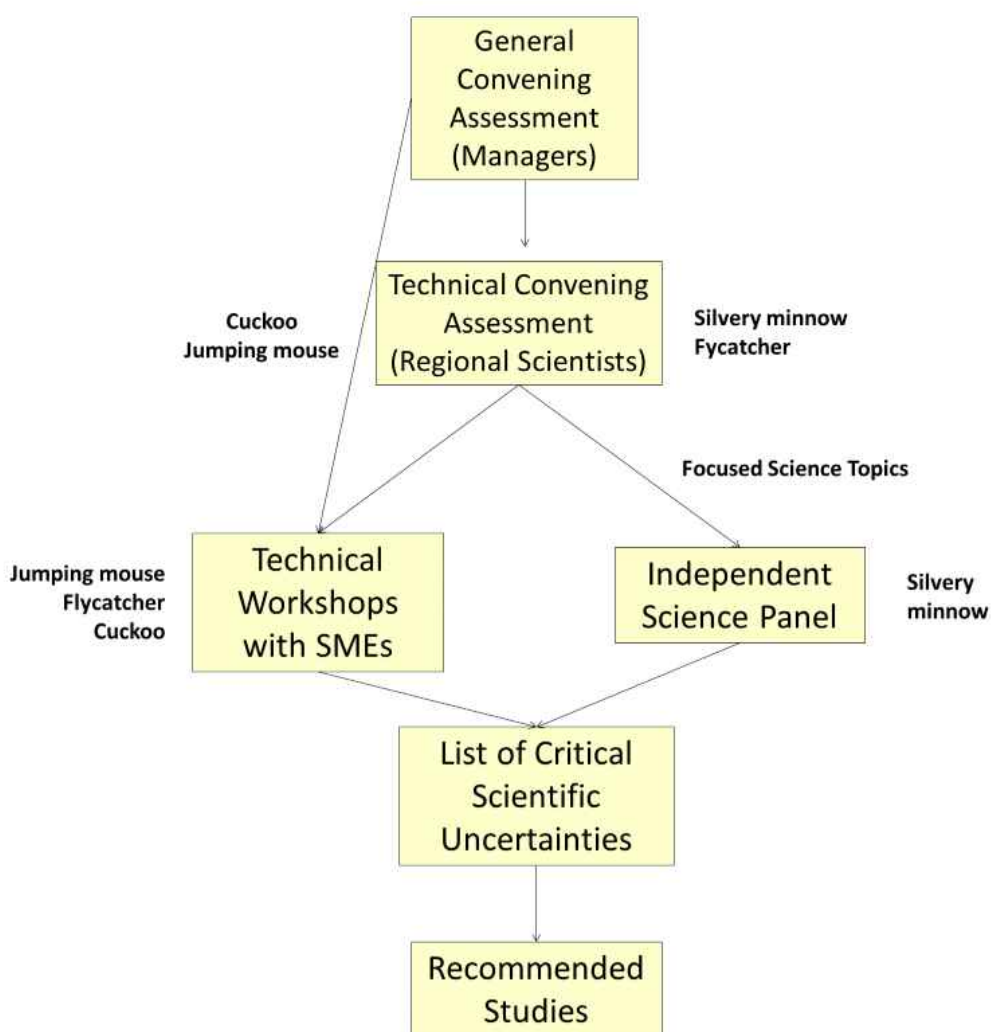 General
Convening
Assessment
(Managers)
Technical Convening
Assessment
(Regional Scientists)
Cuckoo
Jumping mouse
Silvery minnow
Fycatcher
Focused Science Topics
Jumping mouse
Flycatcher
Cuckoo
Technical
Workshops
with SMEs
Independent
Science Panel
Silvery
minnow
List of Critical
Scientific
Uncertainties
Recommended
Studies